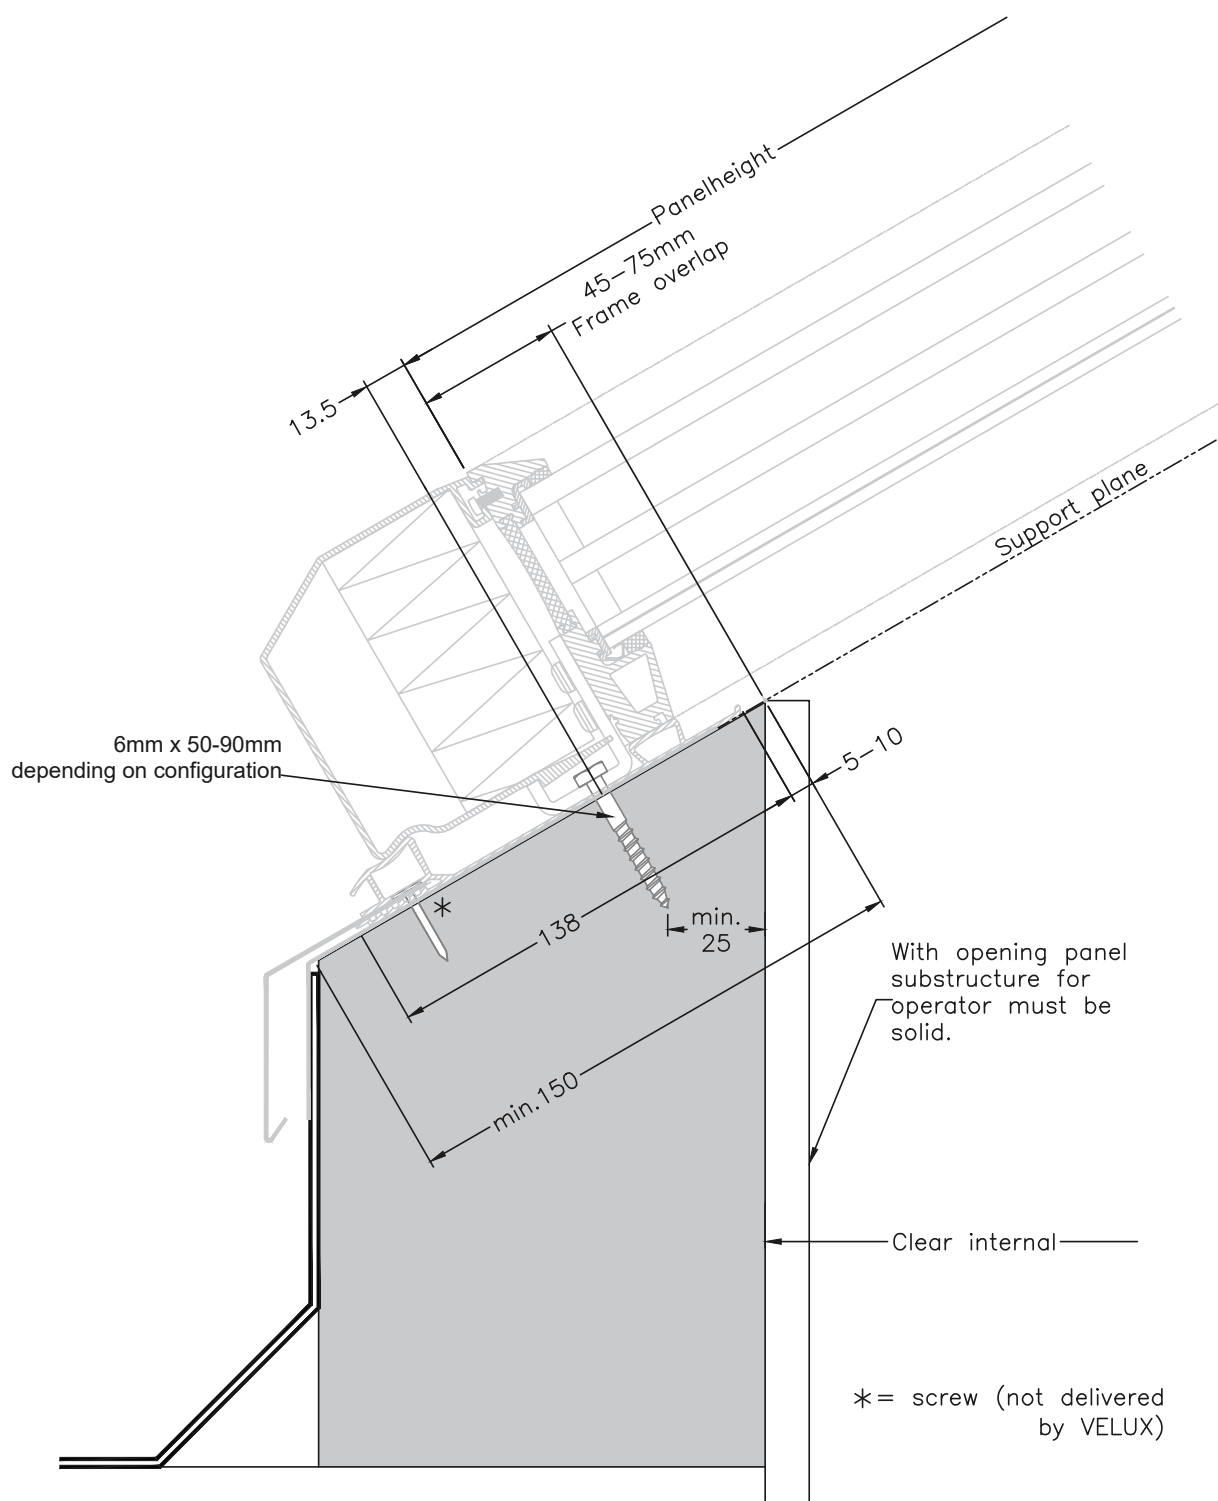 Panelheight
45-75mm
Frame overlap
13.5
Support plane
6mm x 50-90mm
depending on configuration
5-10
*
138
min.
25
With opening panel
substructure for
operator must be
solid.
min.150
Clear internal
*= screw (not delivered
by VELUX)